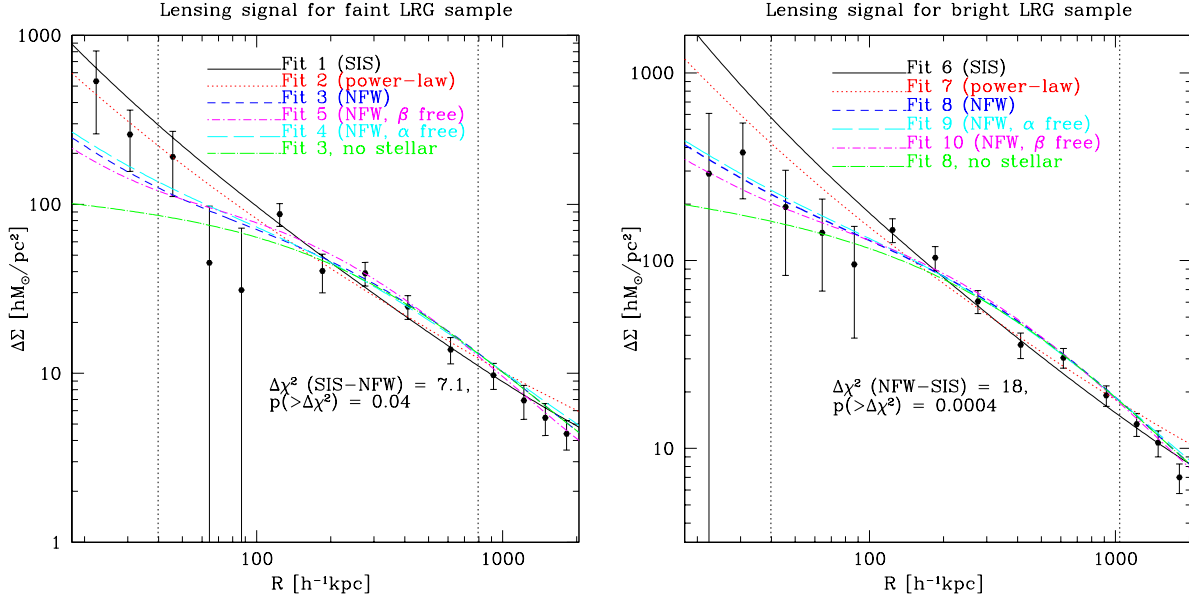 Lensing signal for faint LRG sample
1000
100
10
1
ΔΣ [hM☉/pc²]
Fit 1 (SIS)
Fit 2 (power−law)
Fit 3 (NFW)
Fit 5 (NFW, β free)
Fit 4 (NFW, α free)
Fit 3, no stellar
Δχ² (SIS−NFW) = 7.1,
p(>Δχ²) = 0.04
100
1000
R [h⁻¹kpc]
Lensing signal for bright LRG sample
1000
100
10
ΔΣ [hM☉/pc²]
Fit 6 (SIS)
Fit 7 (power−law)
Fit 8 (NFW)
Fit 9 (NFW, α free)
Fit 10 (NFW, β free)
Fit 8, no stellar
Δχ² (NFW−SIS) = 18,
p(>Δχ²) = 0.0004
100
1000
R [h⁻¹kpc]